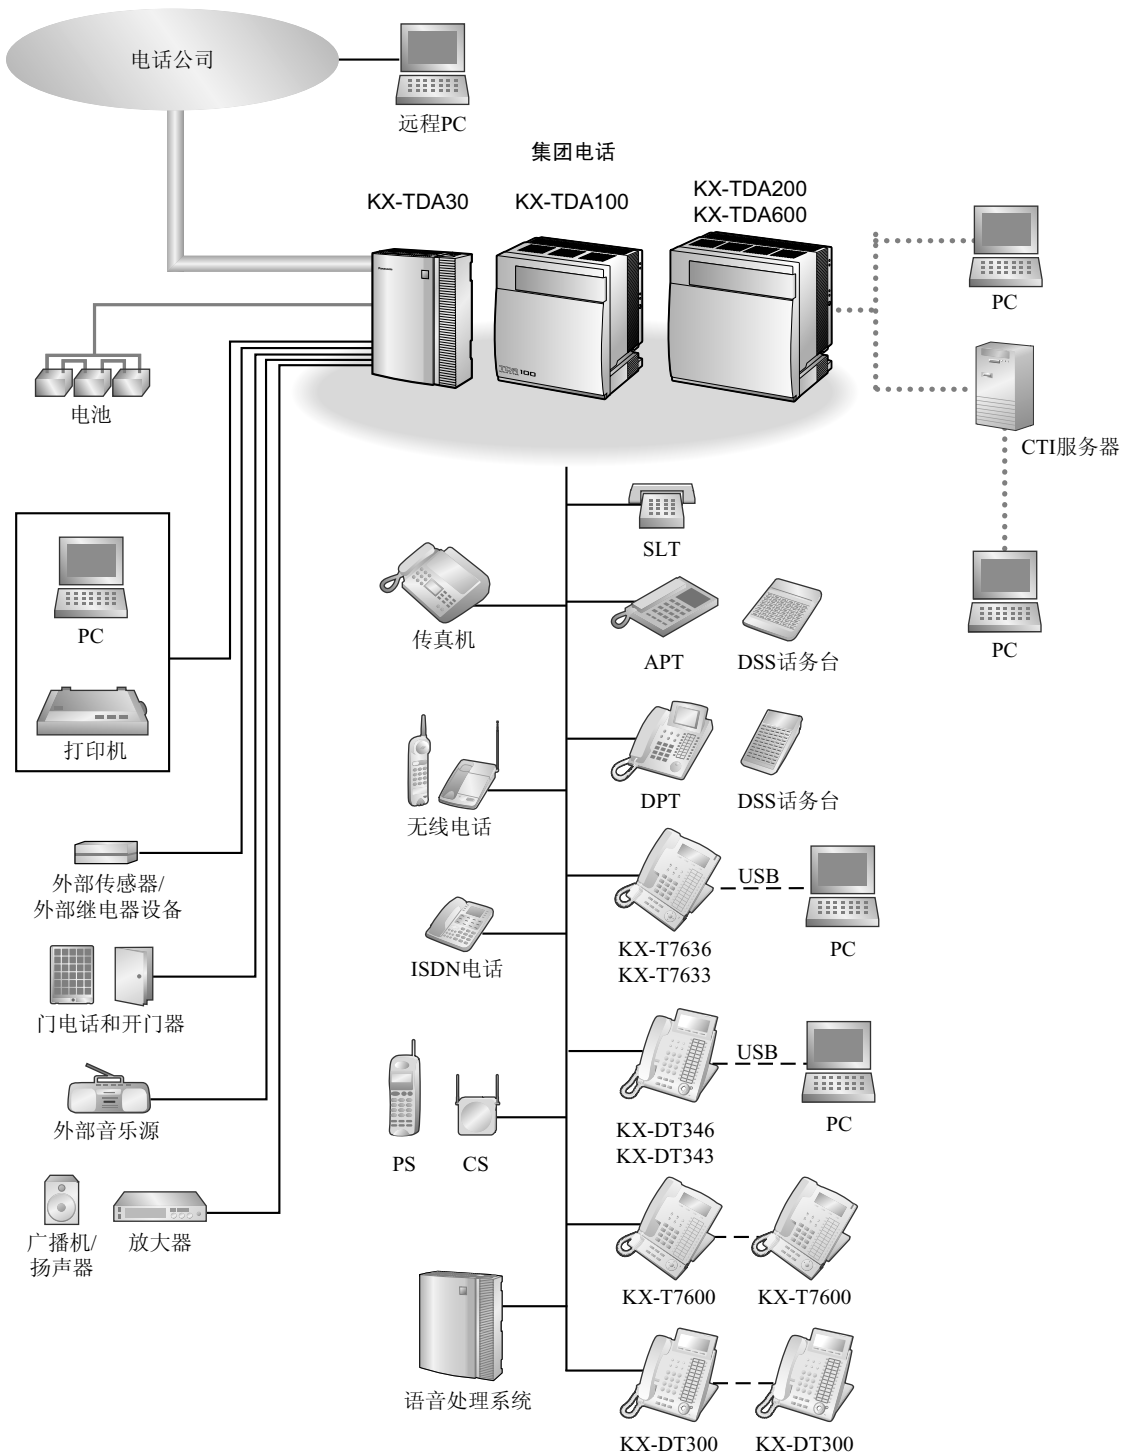 电话公司
远程PC
集团电话
KX-TDA30
KX-TDA100
KX-TDA200
KX-TDA600
Panasonic
100
PC
电池
CTI服务器
PC
SLT
PC
传真机
APT
DSS话务台
打印机
无线电话
DPT
DSS话务台
外部传感器/
外部继电器设备
KX-T7636
KX-T7633
USB
PC
ISDN电话
门电话和开门器
KX-DT346
KX-DT343
USB
PC
外部音乐源
PS
CS
广播机/
扬声器
放大器
KX-T7600
KX-T7600
语音处理系统
KX-DT300
KX-DT300